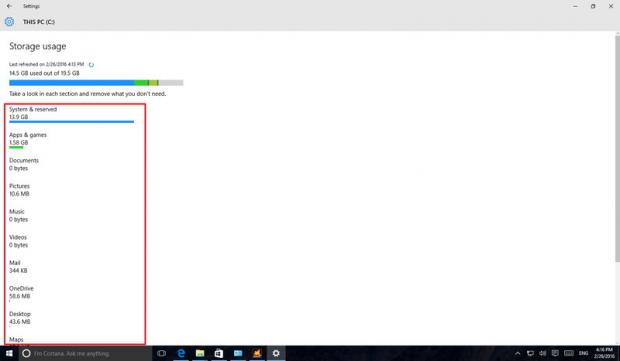 Settings
THIS PC (C:)
Storage usage
Last refreshed on 2/26/2016 4:13 PM
14.5 GB used out of 19.5 GB
Take a look in each section and remove what you don't need.
System & reserved
13.9 GB
Apps & games
1.58 GB
Documents
0 bytes
Pictures
10.6 MB
Music
0 bytes
Videos
0 bytes
Mail
344 KB
OneDrive
58.6 MB
Desktop
43.6 MB
Maps
I'm Cortana. Ask me anything.
4:16 PM
2/26/2016